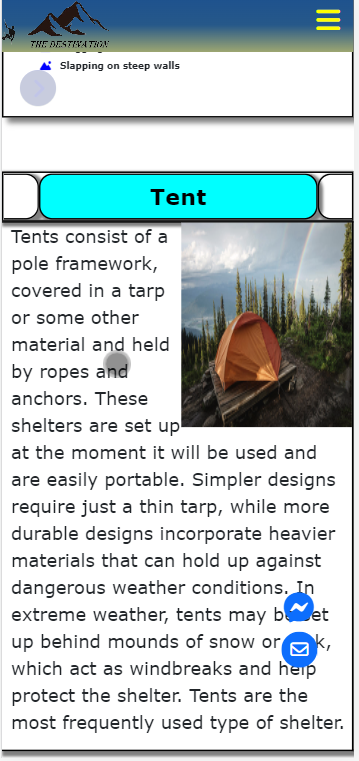 THE DESTIVATION
Slapping on steep walls
Tent
Tents consist of a
pole framework,
covered in a tarp
or some other
material and held
by ropes and
anchors. These
shelters are set up
at the moment it will be used and
are easily portable. Simpler designs
require just a thin tarp, while more
durable designs incorporate heavier
materials that can hold up against
dangerous weather conditions. In
extreme weather, tents may be set
up behind mounds of snow or
which act as windbreaks and help
protect the shelter. Tents are the
most frequently used type of shelter.